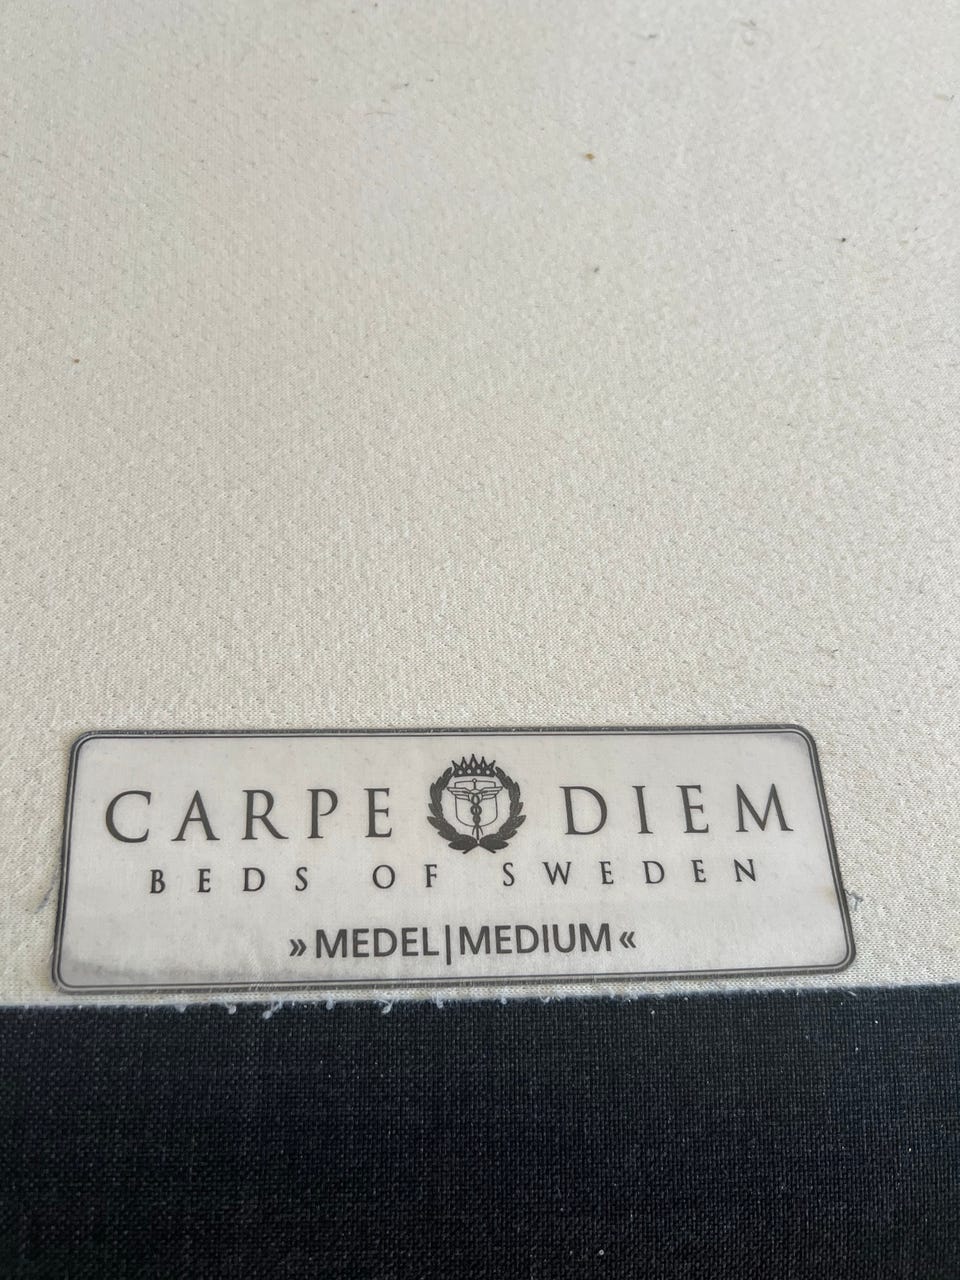 CARPE DIEM
BEDS OF SWEDEN
» MEDEL|MEDIUM «